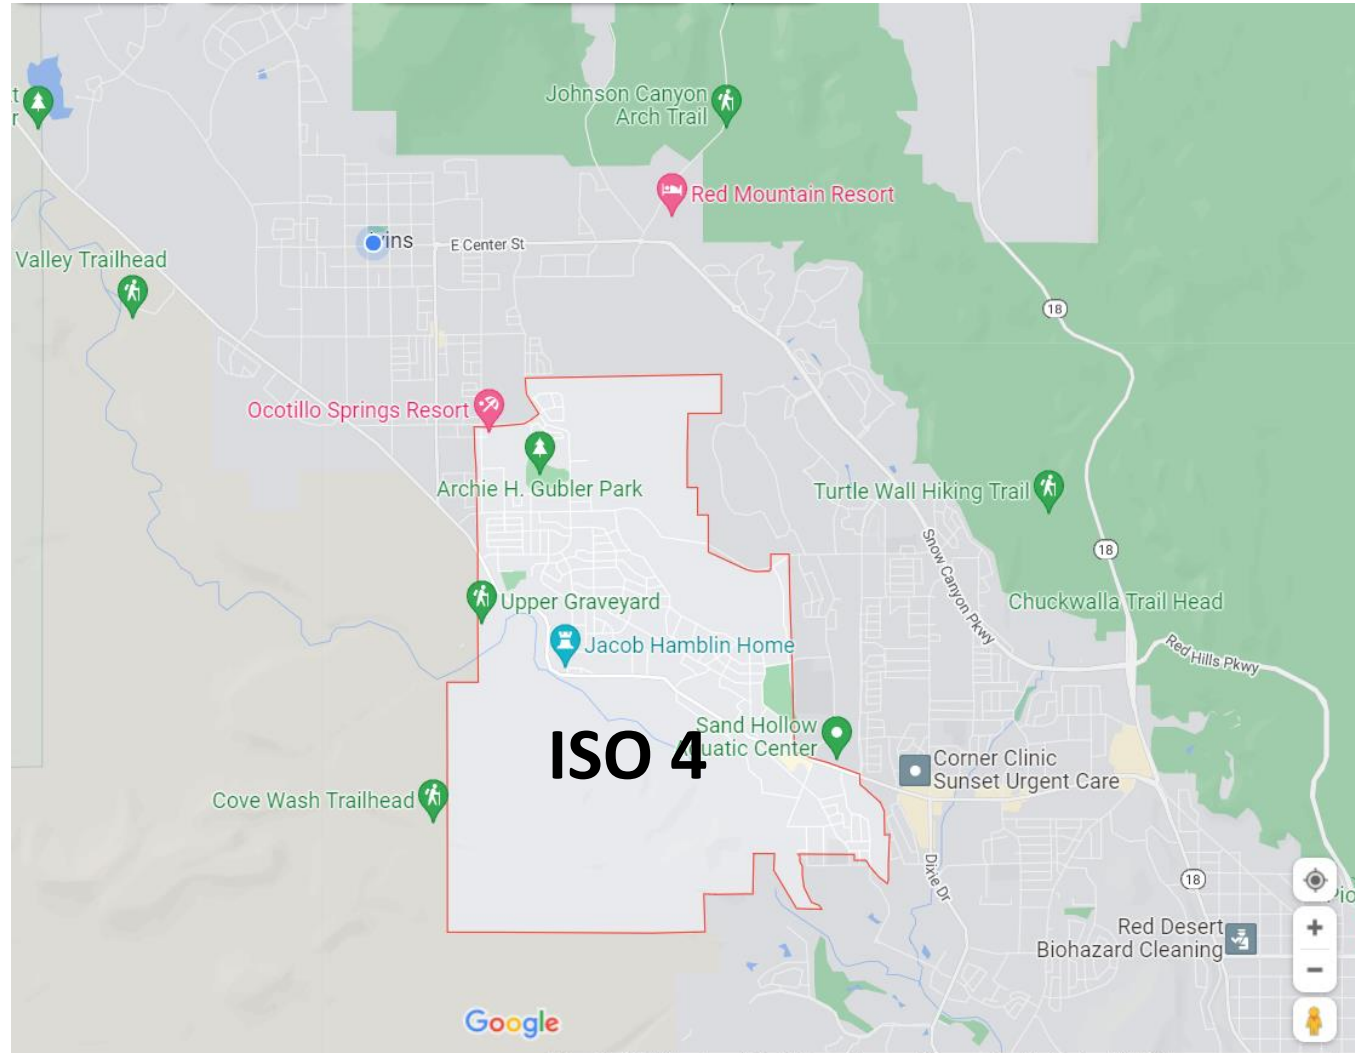 t
r
Johnson Canyon
Arch Trail
Red Mountain Resort
ins
E Center St
Valley Trailhead
18
Ocotillo Springs Resort
Archie H. Gubler Park
Turtle Wall Hiking Trail
Snow Canyon Pkwy
18
Upper Graveyard
Chuckwalla Trail Head
Jacob Hamblin Home
Red Hills Pkwy
Sand Hollow
Aquatic Center
ISO 4
Corner Clinic
Sunset Urgent Care
Cove Wash Trailhead
Dixie Dr
18
Pio
Red Desert
Biohazard Cleaning
Google